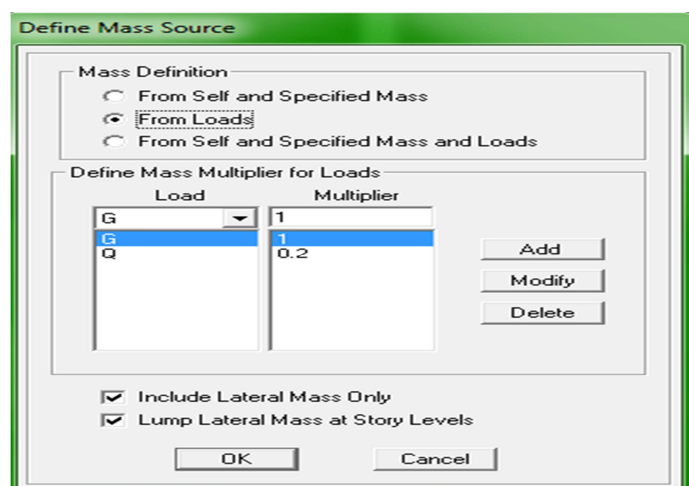 Define Mass Source
Mass Definition
From Self and Specified Mass
From Loads
From Self and Specified Mass and Loads
Define Mass Multiplier for Loads
Load Multiplier
G 1
G 1
Q 0.2
Add
Modify
Delete
Include Lateral Mass Only
Lump Lateral Mass at Story Levels
OK Cancel